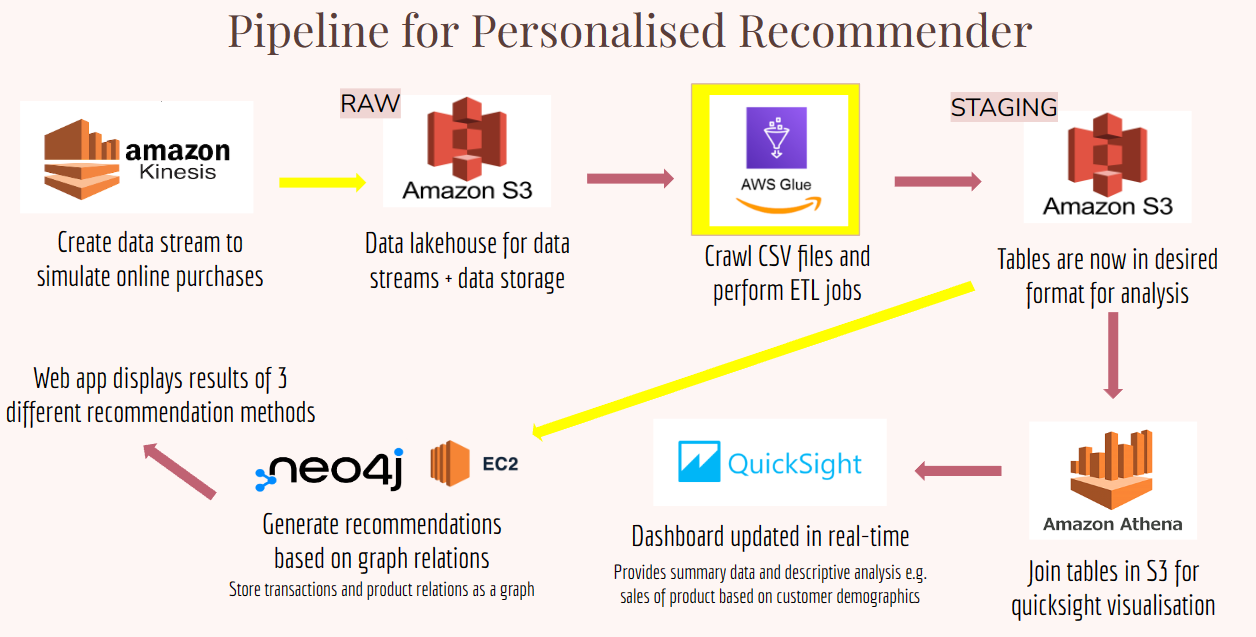 Pipeline for Personalised Recommender
amazon
Kinesis
Create data stream to
simulate online purchases
RAW
Amazon S3
Data lakehouse for data
streams + data storage
AWS Glue
Crawl CSV files and
perform ETL jobs
STAGING
Amazon S3
Tables are now in desired
format for analysis
Amazon Athena
Join tables in S3 for
quicksight visualisation
QuickSight
Dashboard updated in real-time
Provides summary data and descriptive analysis e.g.
sales of product based on customer demographics
neo4j
EC2
Generate recommendations
based on graph relations
Store transactions and product relations as a graph
Web app displays results of 3
different recommendation methods